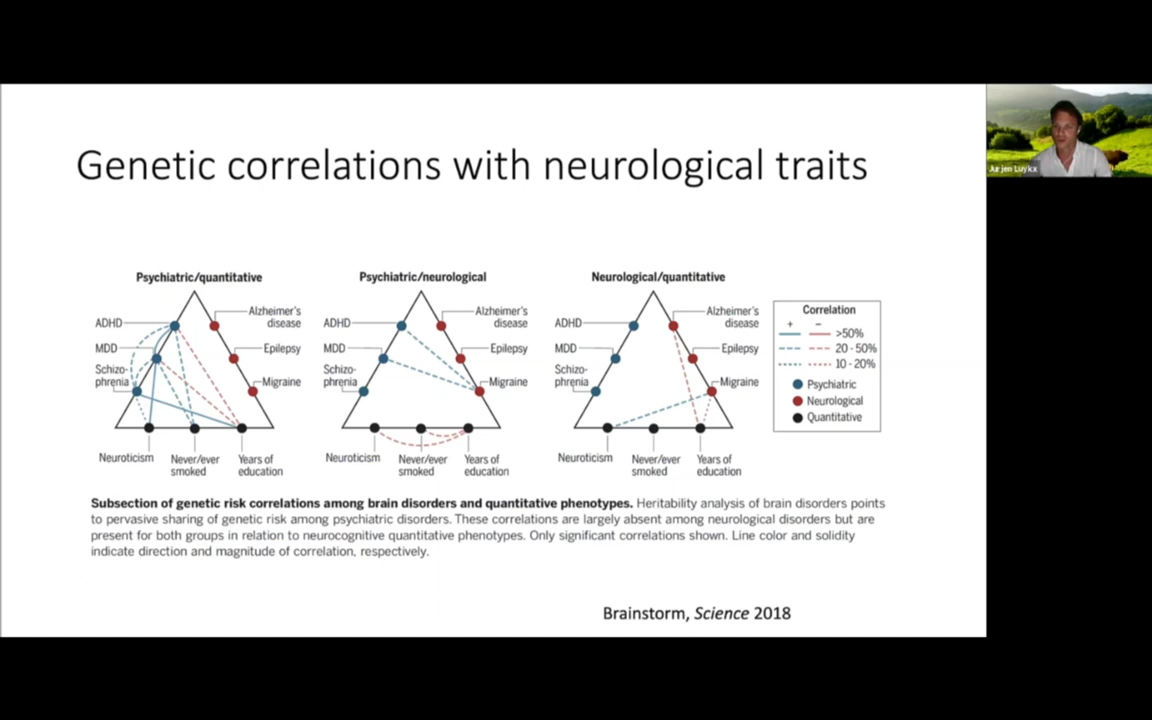 Genetic correlations with neurological traits
Jurjen Luykx
Psychiatric/quantitative
ADHD
MDD
Schizo-
phrenia
Alzheimer's
disease
Epilepsy
Migraine
Neuroticism
Never/ever
smoked
Years of
education
Psychiatric/neurological
ADHD
MDD
Schizo-
phrenia
Alzheimer's
disease
Epilepsy
Migraine
Neuroticism
Never/ever
smoked
Years of
education
Neurological/quantitative
ADHD
MDD
Schizo-
phrenia
Alzheimer's
disease
Epilepsy
Migraine
Neuroticism
Never/ever
smoked
Years of
education
Correlation
+ −
>50%
20 - 50%
10 - 20%
Psychiatric
Neurological
Quantitative
Subsection of genetic risk correlations among brain disorders and quantitative phenotypes. Heritability analysis of brain disorders points
to pervasive sharing of genetic risk among psychiatric disorders. These correlations are largely absent among neurological disorders but are
present for both groups in relation to neurocognitive quantitative phenotypes. Only significant correlations shown. Line color and solidity
indicate direction and magnitude of correlation, respectively.
Brainstorm, Science 2018